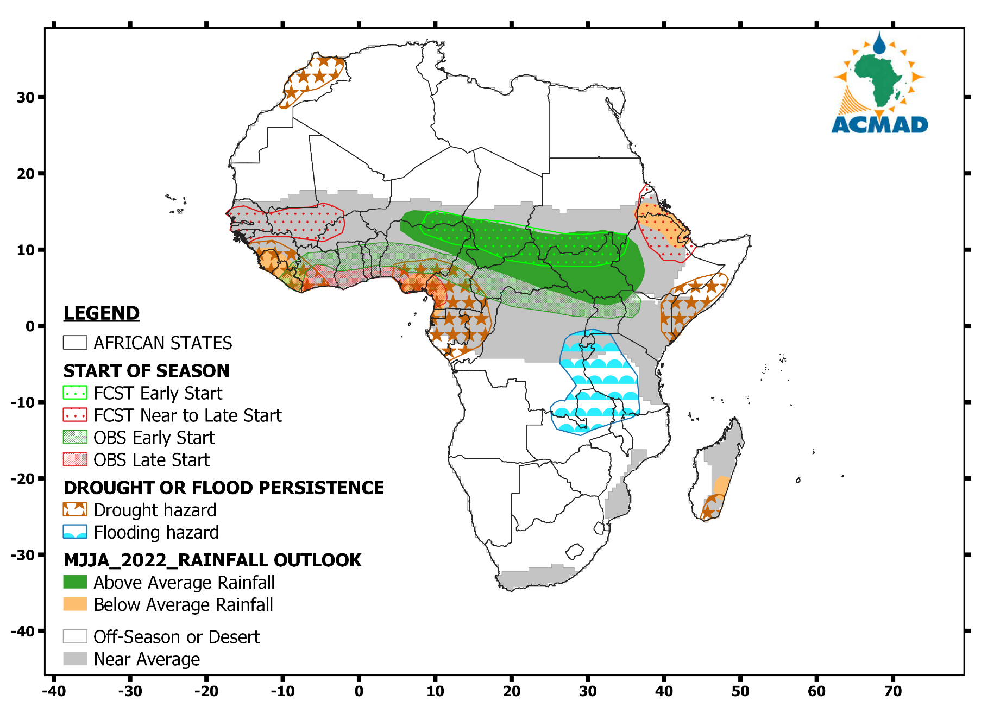 ACMAD
30
20
10
0
-10
-20
-30
-40
LEGEND
AFRICAN STATES
START OF SEASON
FCST Early Start
FCST Near to Late Start
OBS Early Start
OBS Late Start
DROUGHT OR FLOOD PERSISTENCE
Drought hazard
Flooding hazard
MJJA_2022_RAINFALL OUTLOOK
Above Average Rainfall
Below Average Rainfall
Off-Season or Desert
Near Average
-40 -30 -20 -10 0 10 20 30 40 50 60 70